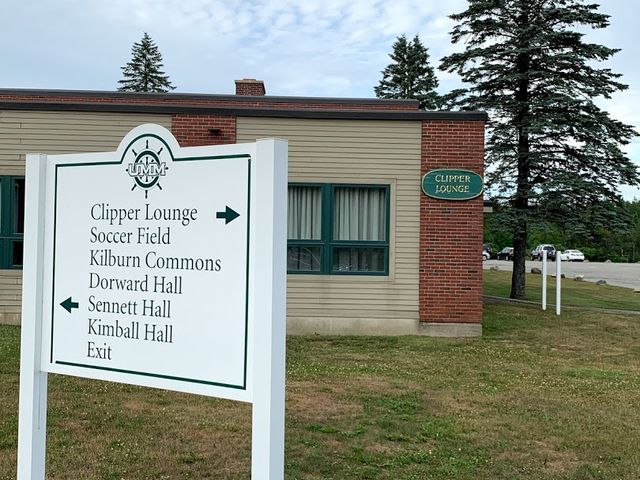 UMM
Clipper Lounge
Soccer Field
Kilburn Commons
Dorward Hall
Sennett Hall
Kimball Hall
Exit
CLIPPER
LOUNGE